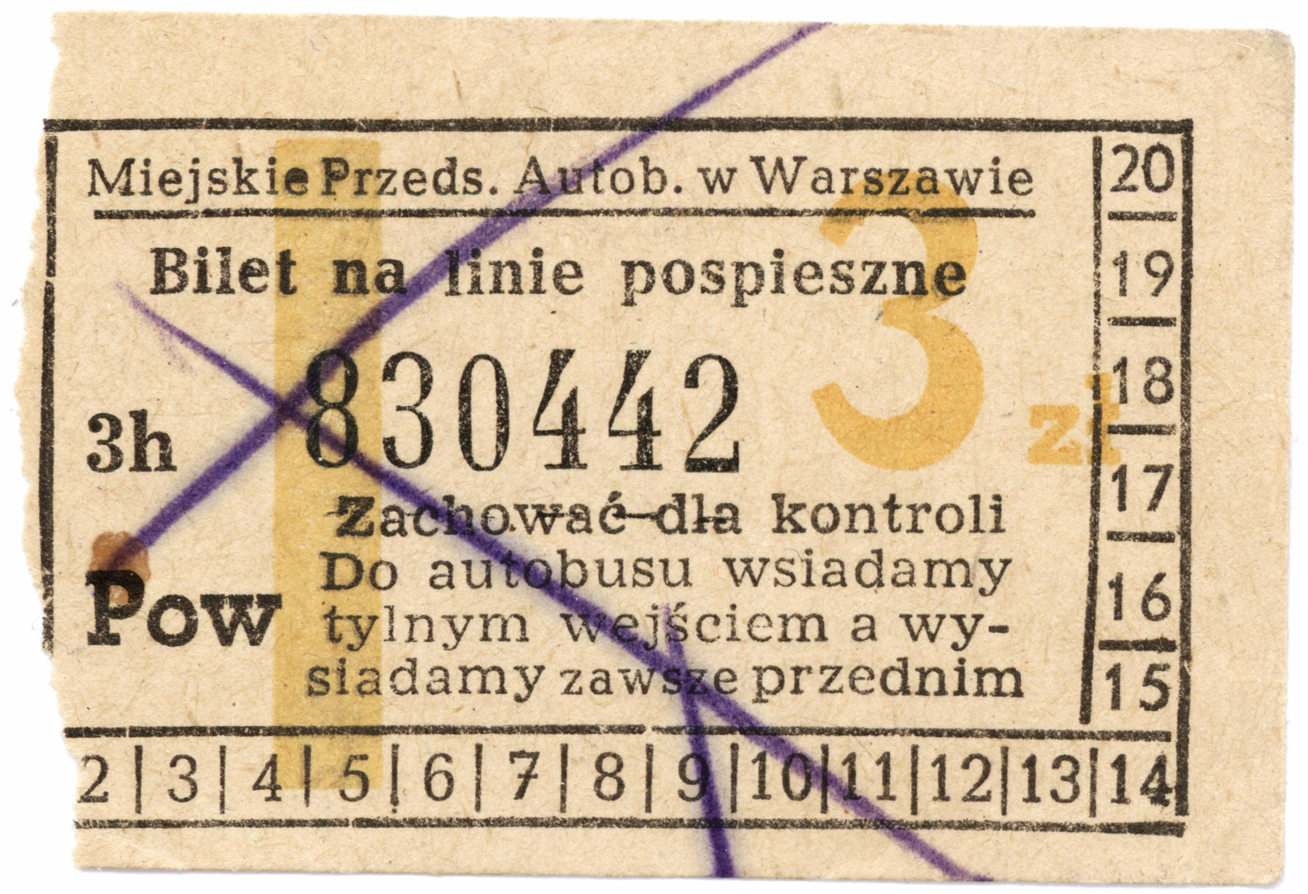 Miejskie Przeds. Autob. w Warszawie
Bilet na linie pospieszne
3 zł
3h
830442
Zachować dla kontroli
Do autobusu wsiadamy
tylnym wejściem a wy-
siadamy zawsze przednim
Pow
20
19
18
17
16
15
2 | 3 | 4 | 5 | 6 | 7 | 8 | 9 | 10 | 11 | 12 | 13 | 14